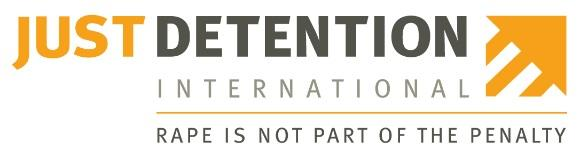 JUST DETENTION
INTERNATIONAL
RAPE IS NOT PART OF THE PENALTY